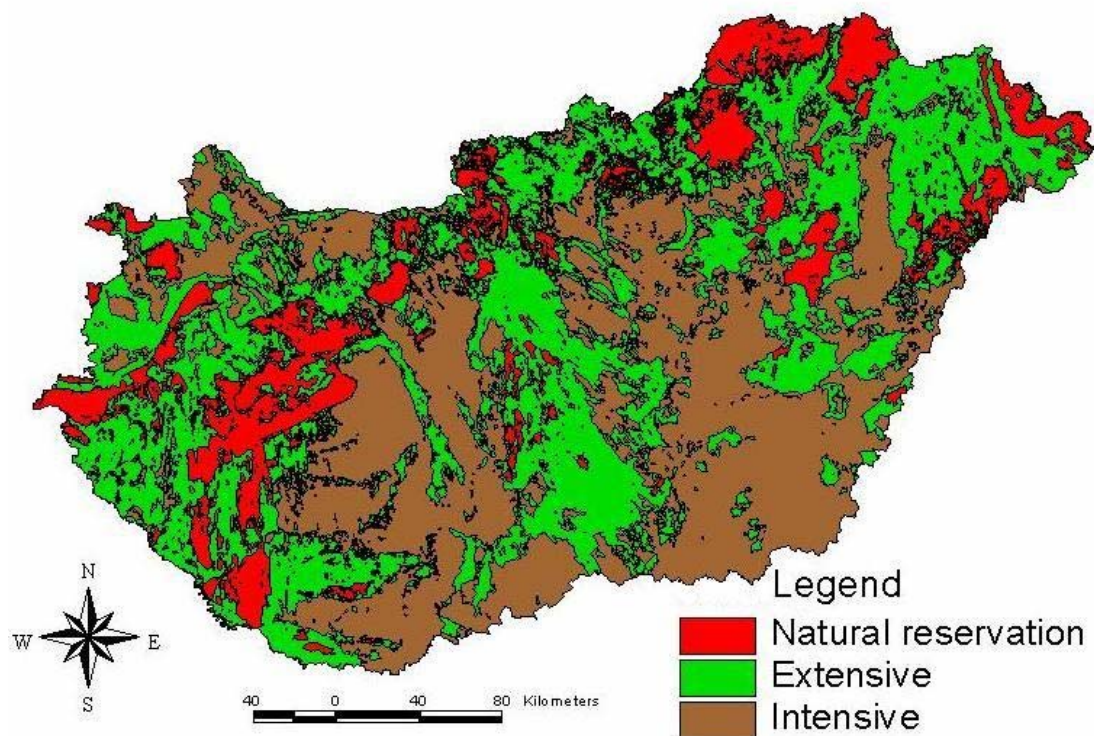 N
W E
S
40 0 40 80 Kilometers
Legend
Natural reservation
Extensive
Intensive